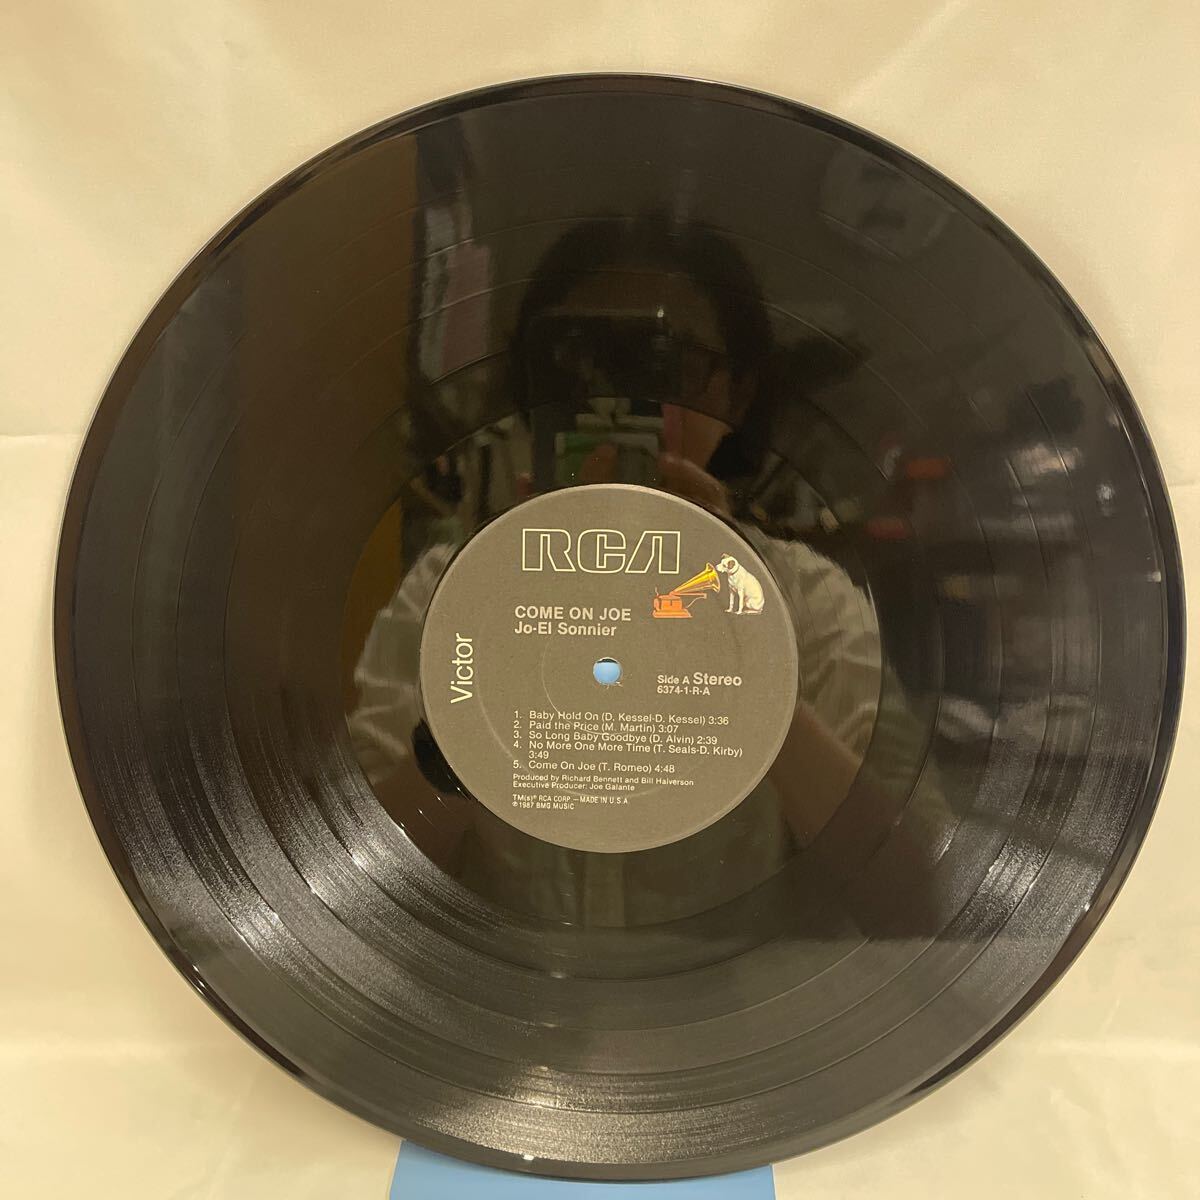 RCA
COME ON JOE
Jo-El Sonnier
Victor
Side A Stereo
6374-1-R-A
1. Baby Hold On (D. Kessel-D. Kessel) 3:36
2. Paid the Price (M. Martin) 3:07
3. So Long Baby Goodbye (D. Alvin) 2:39
4. No More One More Time (T. Seals-D. Kirby)
3:49
5. Come On Joe (T. Romeo) 4:48
Produced by Richard Bennett and Bill Halverson
Executive Producer: Joe Galante
TM(s)® RCA CORP.—MADE IN U.S.A.
℗1987 BMG MUSIC